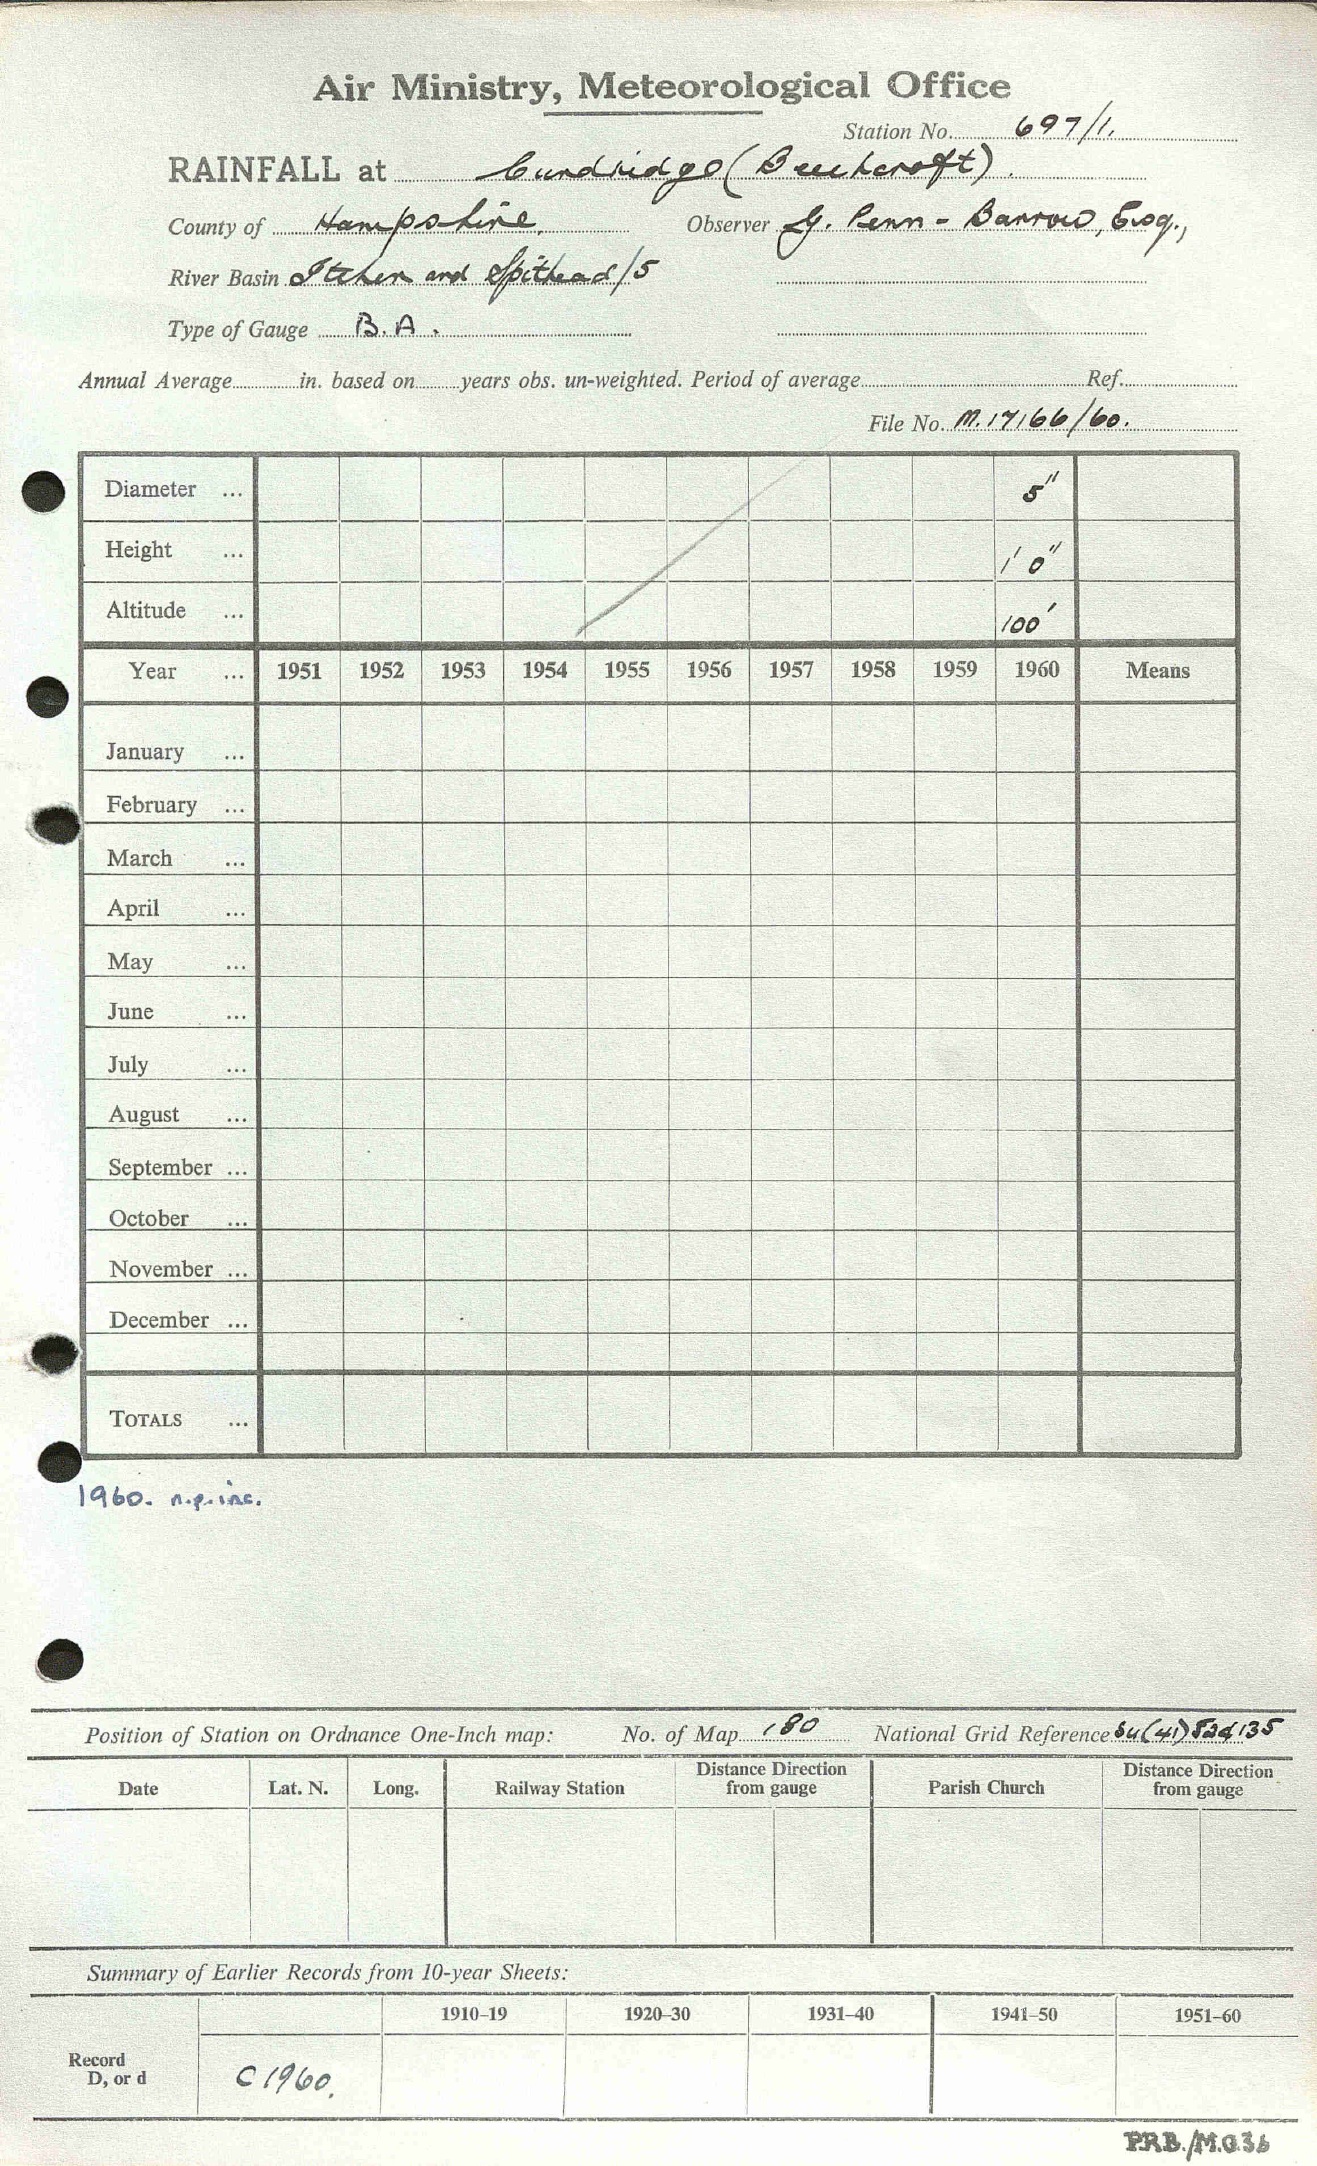 Air Ministry, Meteorological Office
Station No. 697/1.
RAINFALL at Curdridge (Beechcroft).
County of Hampshire. Observer G. Penn-Barrow, Esq.,
River Basin Itchen and Spithead/5
Type of Gauge B.A.
Annual Average in. based on years obs. un-weighted. Period of average Ref.
File No. M.17166/60.
Diameter ... 5"
Height ... 1' 0"
Altitude ... 100'
Year ... 1951 1952 1953 1954 1955 1956 1957 1958 1959 1960 Means
January ...
February ...
March ...
April ...
May ...
June ...
July ...
August ...
September ...
October ...
November ...
December ...
TOTALS ...
1960. n.p. inc.
Position of Station on Ordnance One-Inch map: No. of Map 180 National Grid Reference SU(41) 135
Date Lat. N. Long. Railway Station Distance Direction from gauge Parish Church Distance Direction from gauge
Summary of Earlier Records from 10-year Sheets:
1910–19 1920–30 1931–40 1941–50 1951–60
Record
D, or d C1960.
P.R.B./M.O.36